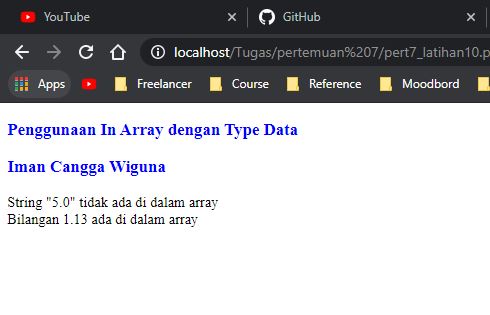 YouTube
GitHub
localhost/Tugas/pertemuan%207/pert7_latihan10.p
Apps
Freelancer
Course
Reference
Moodbord
Penggunaan In Array dengan Type Data
Iman Cangga Wiguna
String "5.0" tidak ada di dalam array
Bilangan 1.13 ada di dalam array